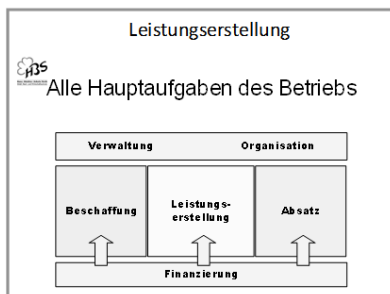 Leistungserstellung
HBS
Alle Hauptaufgaben des Betriebs
Verwaltung Organisation
Beschaffung Leistungs-
erstellung Absatz
Finanzierung